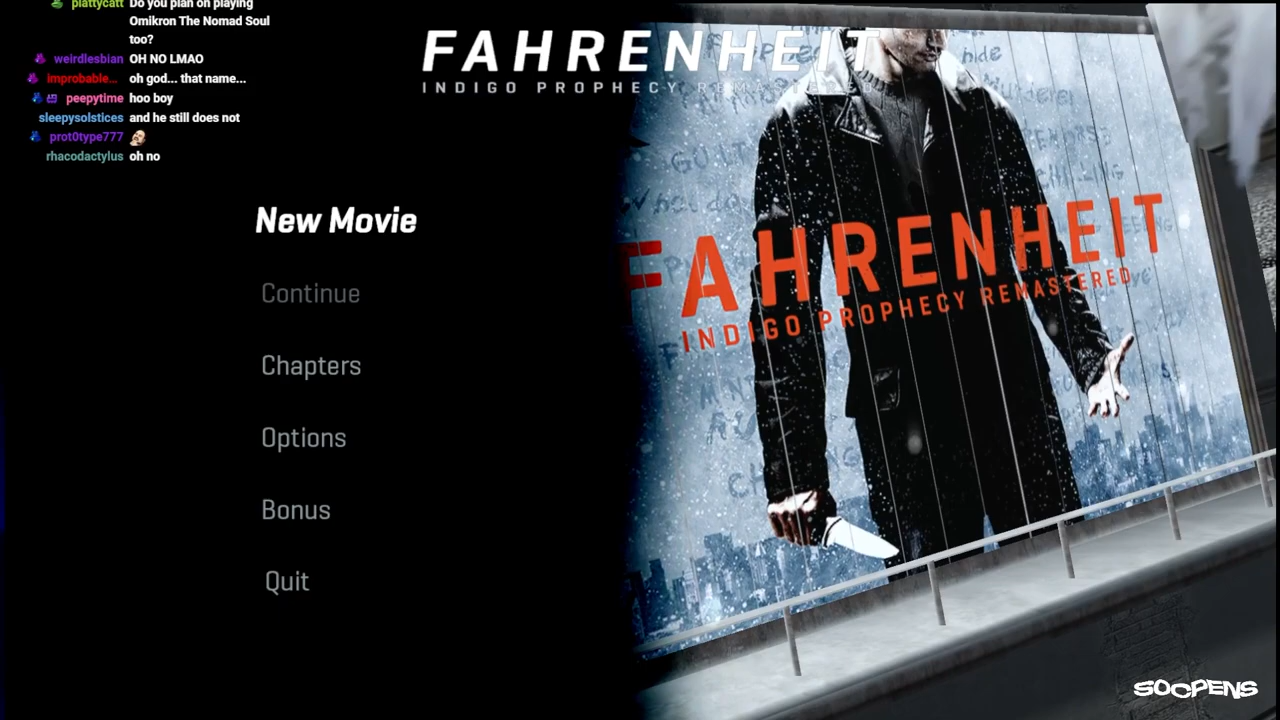 plattycatt Do you plan on playing
Omikron The Nomad Soul
too?
weirdlesbian OH NO LMAO
improbable... oh god... that name...
peepytime hoo boy
sleepysolstices and he still does not
prot0type777
rhacodactylus oh no
FAHRENHEIT
INDIGO PROPHECY REMASTERED
New Movie
Continue
Chapters
Options
Bonus
Quit
hide
FAHRENHEIT
INDIGO PROPHECY REMASTERED
SOCPENS